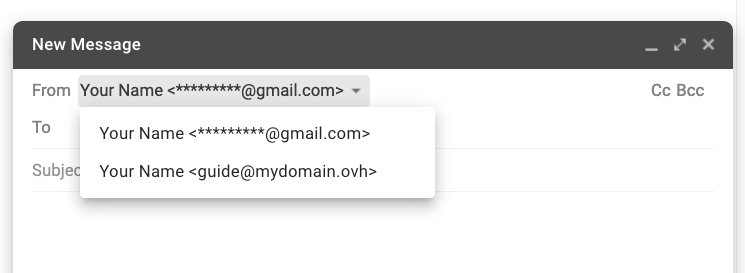 New Message
From Your Name <*********@gmail.com> Cc Bcc
To
Your Name <*********@gmail.com>
Subjec
Your Name <guide@mydomain.ovh>